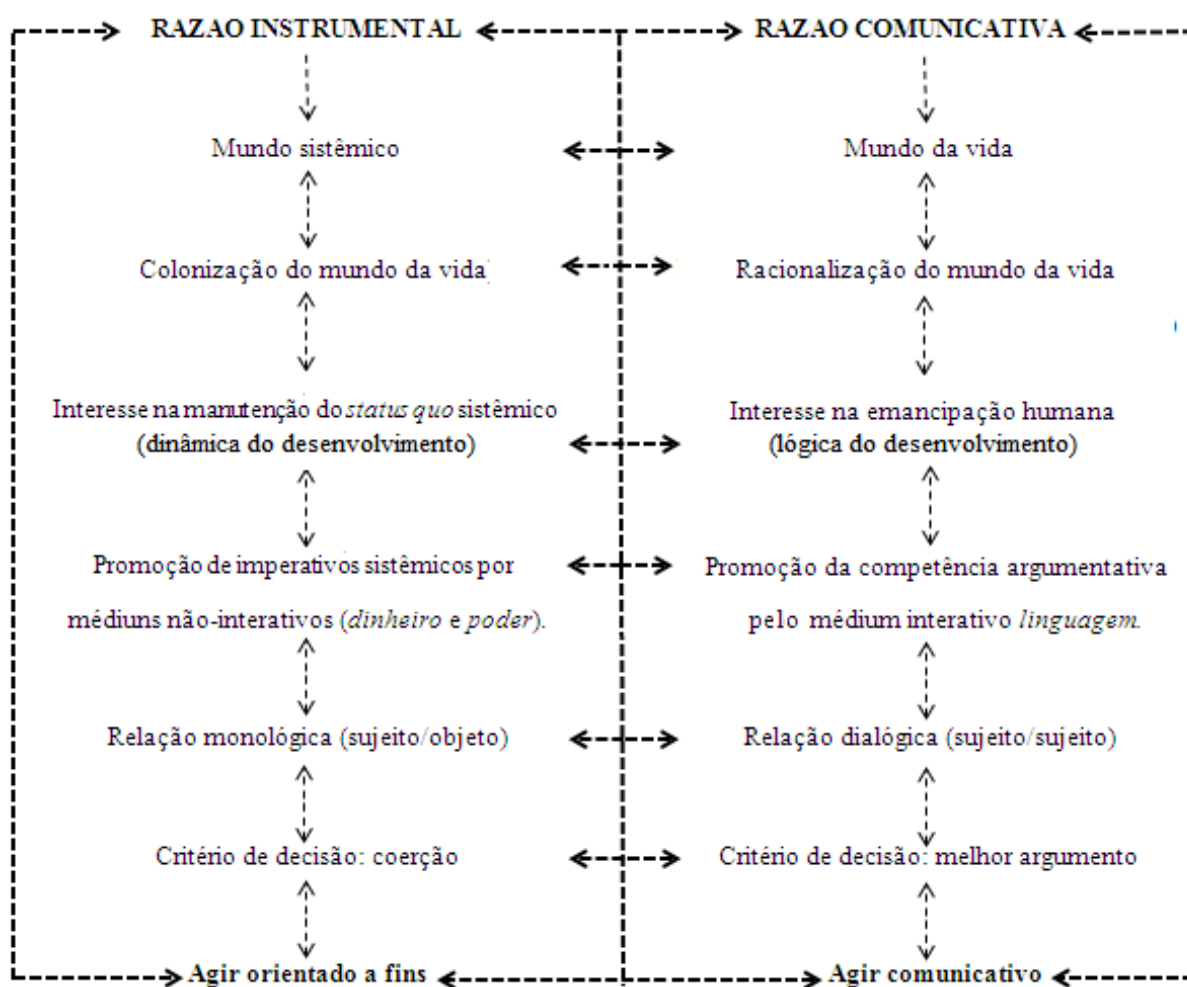 RAZAO INSTRUMENTAL
RAZAO COMUNICATIVA
Mundo sistêmico
Mundo da vida
Colonização do mundo da vida
Racionalização do mundo da vida
Interesse na manutenção do status quo sistêmico
(dinâmica do desenvolvimento)
Interesse na emancipação humana
(lógica do desenvolvimento)
Promoção de imperativos sistêmicos por
médiuns não-interativos (dinheiro e poder).
Promoção da competência argumentativa
pelo médium interativo linguagem.
Relação monológica (sujeito/objeto)
Relação dialógica (sujeito/sujeito)
Critério de decisão: coerção
Critério de decisão: melhor argumento
Agir orientado a fins
Agir comunicativo